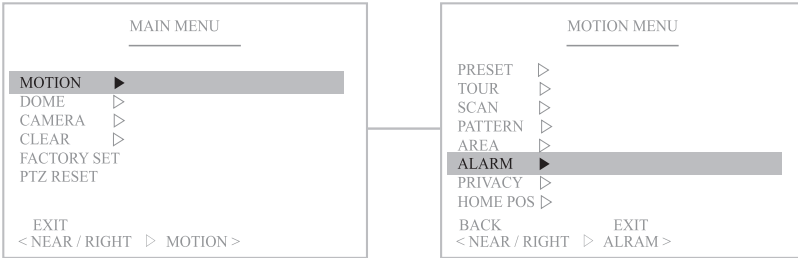 MAIN MENU
MOTION ▶
DOME ▷
CAMERA ▷
CLEAR ▷
FACTORY SET
PTZ RESET
EXIT
< NEAR / RIGHT ▷ MOTION >
MOTION MENU
PRESET ▷
TOUR ▷
SCAN ▷
PATTERN ▷
AREA ▷
ALARM ▶
PRIVACY ▷
HOME POS ▷
BACK EXIT
< NEAR / RIGHT ▷ ALRAM >